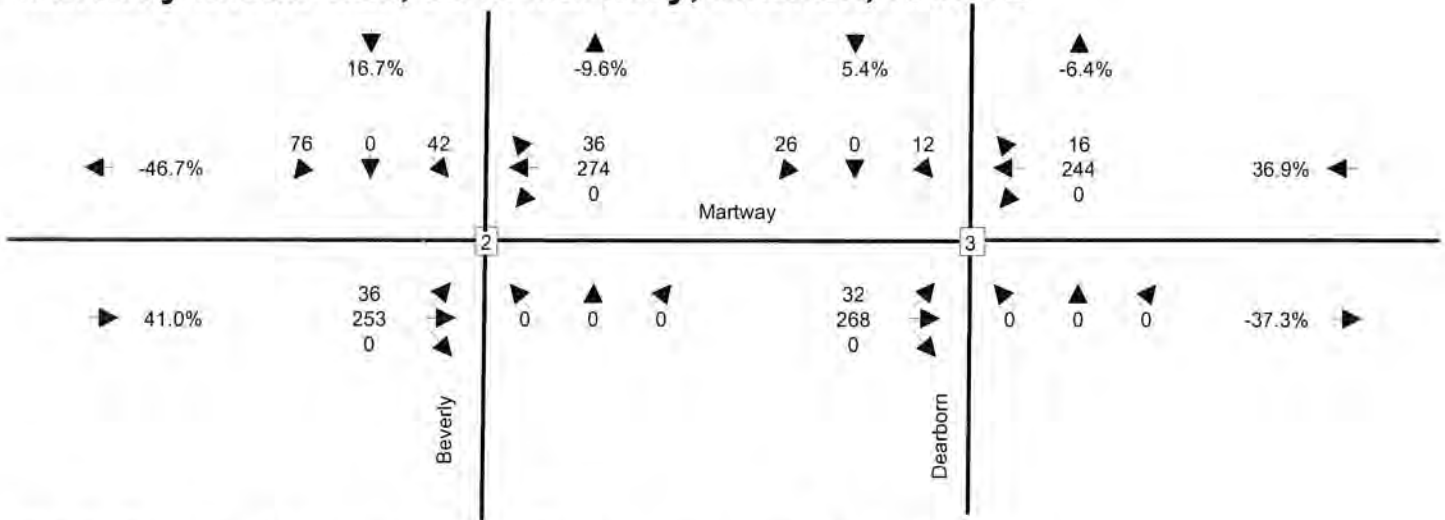 16.7% -9.6% 5.4% -6.4%
76 0 42 36 26 0 12 16
-46.7% 274 244 36.9%
0 0
Martway
2 3
36 32
41.0% 253 0 0 0 268 0 0 0 -37.3%
0 0
Beverly Dearborn